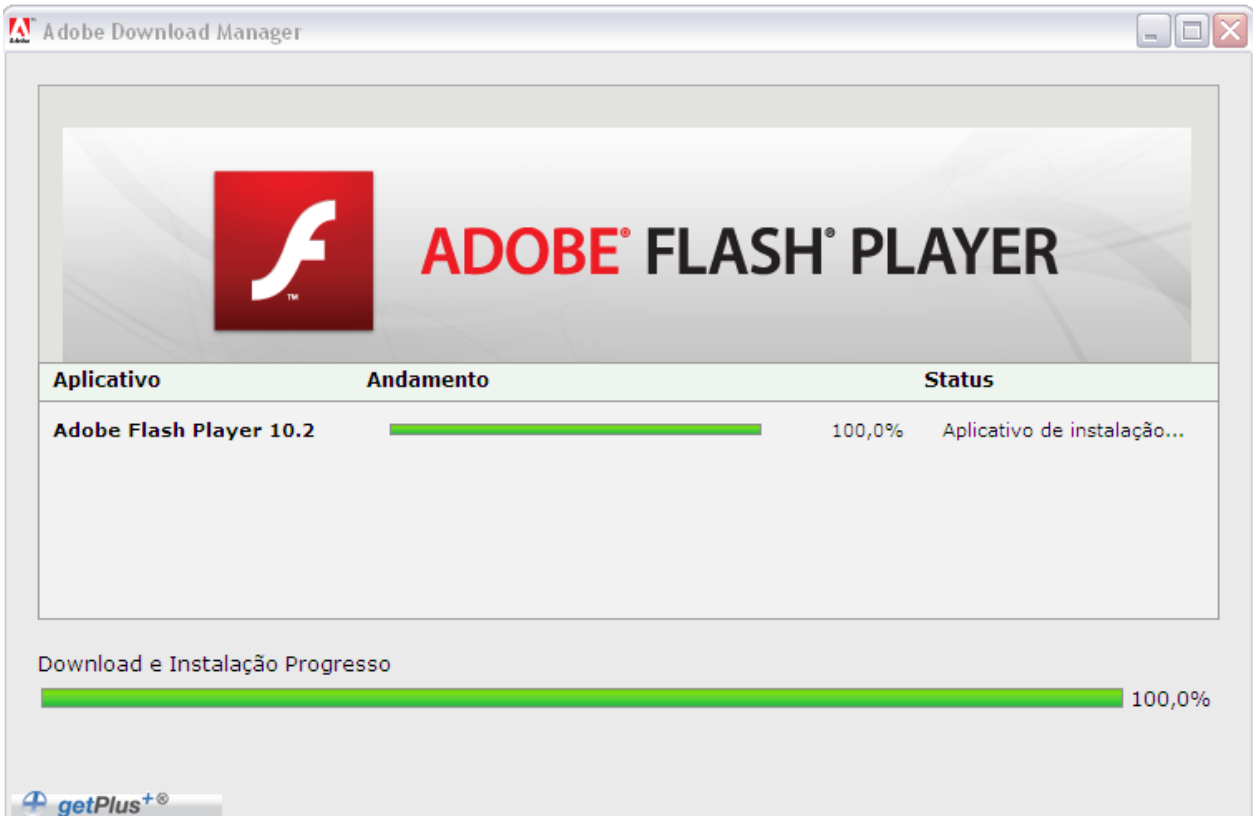 Adobe Download Manager
ADOBE® FLASH® PLAYER
TM
Aplicativo Andamento Status
Adobe Flash Player 10.2 100,0% Aplicativo de instalação...
Download e Instalação Progresso
100,0%
getPlus+®